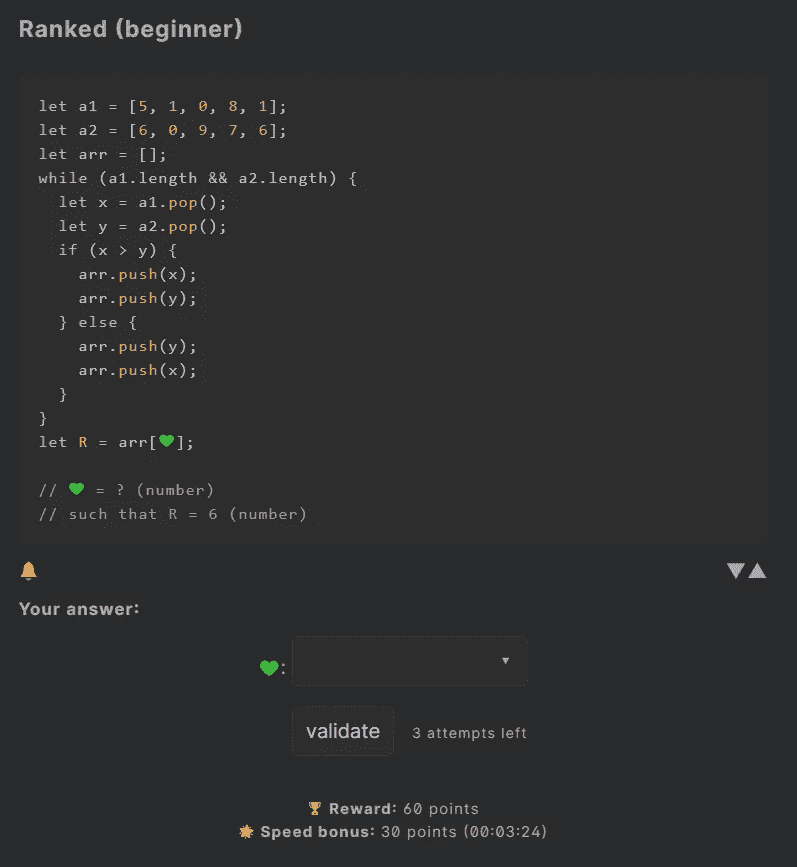 Ranked (beginner)
let a1 = [5, 1, 0, 8, 1];
let a2 = [6, 0, 9, 7, 6];
let arr = [];
while (a1.length && a2.length) {
  let x = a1.pop();
  let y = a2.pop();
  if (x > y) {
    arr.push(x);
    arr.push(y);
  } else {
    arr.push(y);
    arr.push(x);
  }
}
let R = arr[💚];
// 💚 = ? (number)
// such that R = 6 (number)
Your answer:
💚:
validate 3 attempts left
🏆 Reward: 60 points
Speed bonus: 30 points (00:03:24)